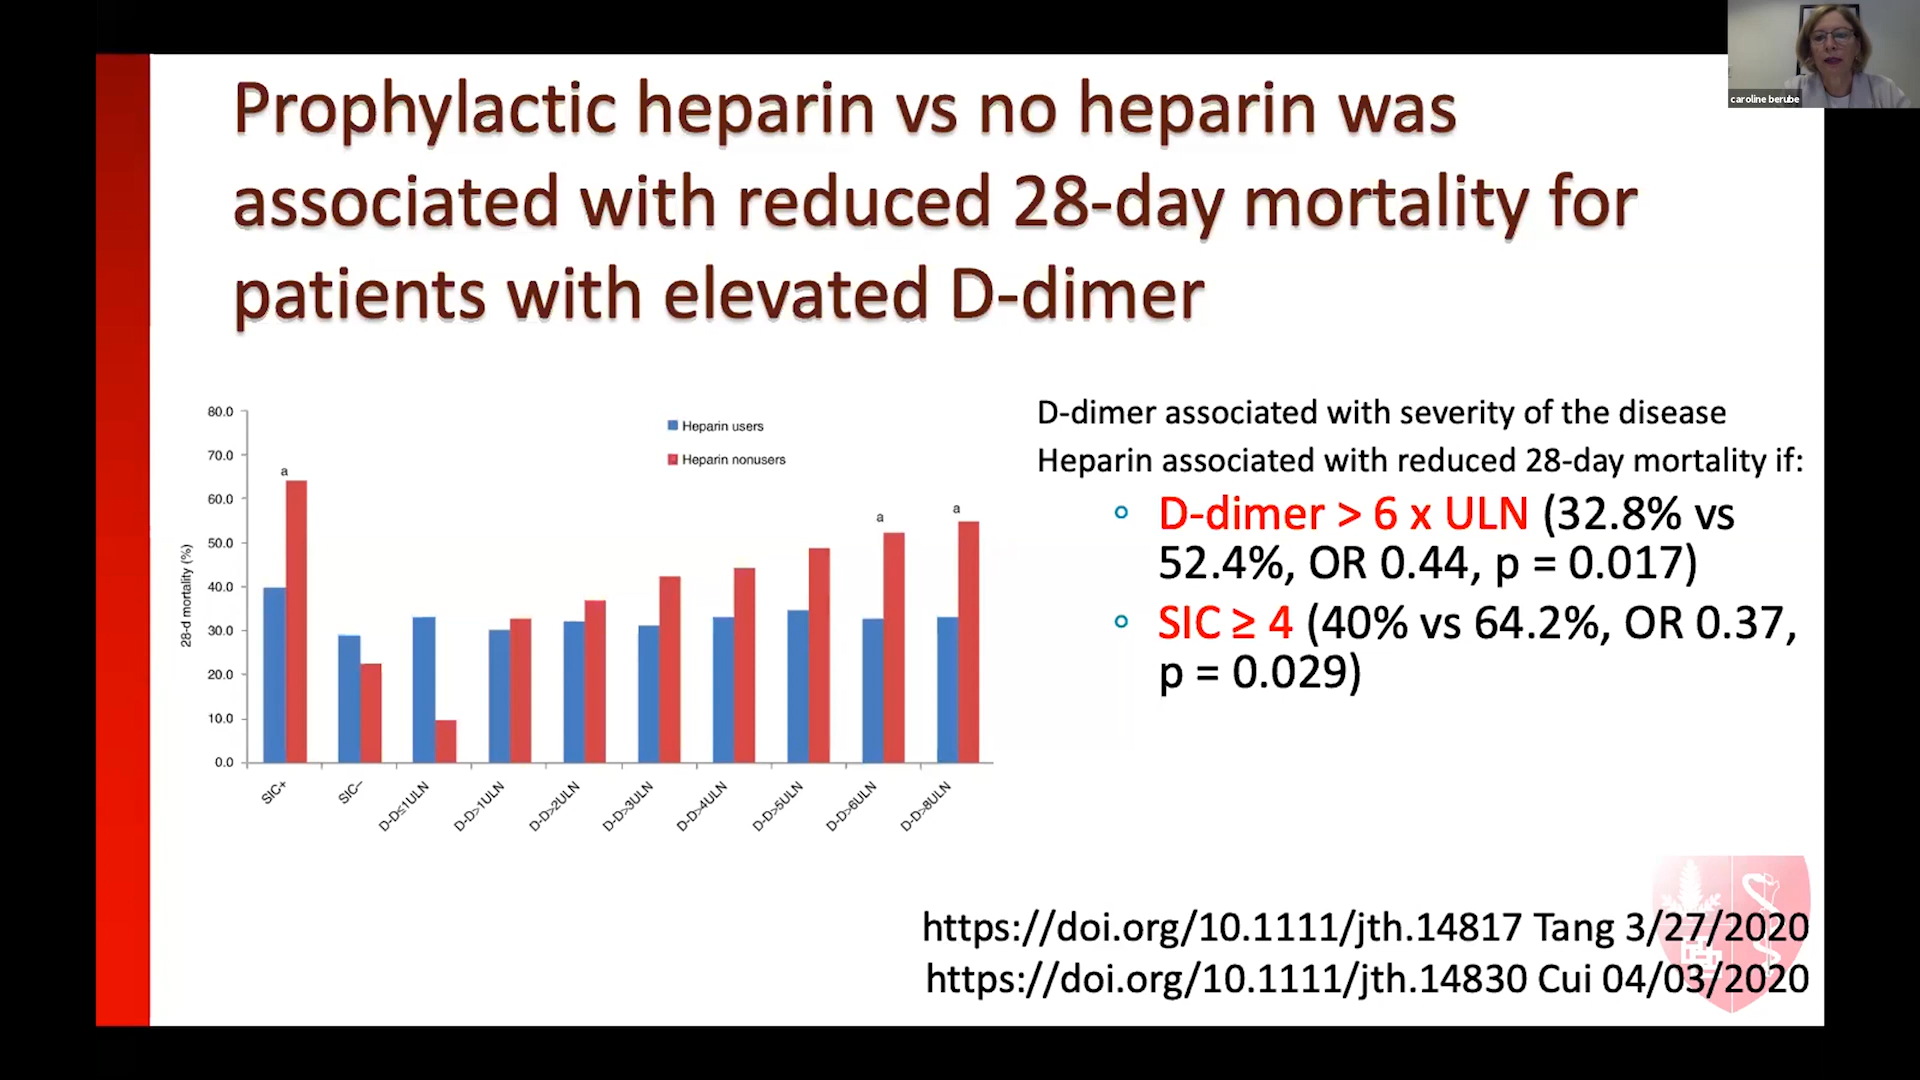 caroline berube
Prophylactic heparin vs no heparin was
associated with reduced 28-day mortality for
patients with elevated D-dimer
80.0
70.0
60.0
50.0
40.0
30.0
20.0
10.0
0.0
28-d mortality (%)
Heparin users
Heparin nonusers
a
a
a
SIC+
SIC−
D-D≤1ULN
D-D>1ULN
D-D>2ULN
D-D>3ULN
D-D>4ULN
D-D>5ULN
D-D>6ULN
D-D>8ULN
D-dimer associated with severity of the disease
Heparin associated with reduced 28-day mortality if:
D-dimer > 6 x ULN (32.8% vs
52.4%, OR 0.44, p = 0.017)
SIC ≥ 4 (40% vs 64.2%, OR 0.37,
p = 0.029)
https://doi.org/10.1111/jth.14817 Tang 3/27/2020
https://doi.org/10.1111/jth.14830 Cui 04/03/2020